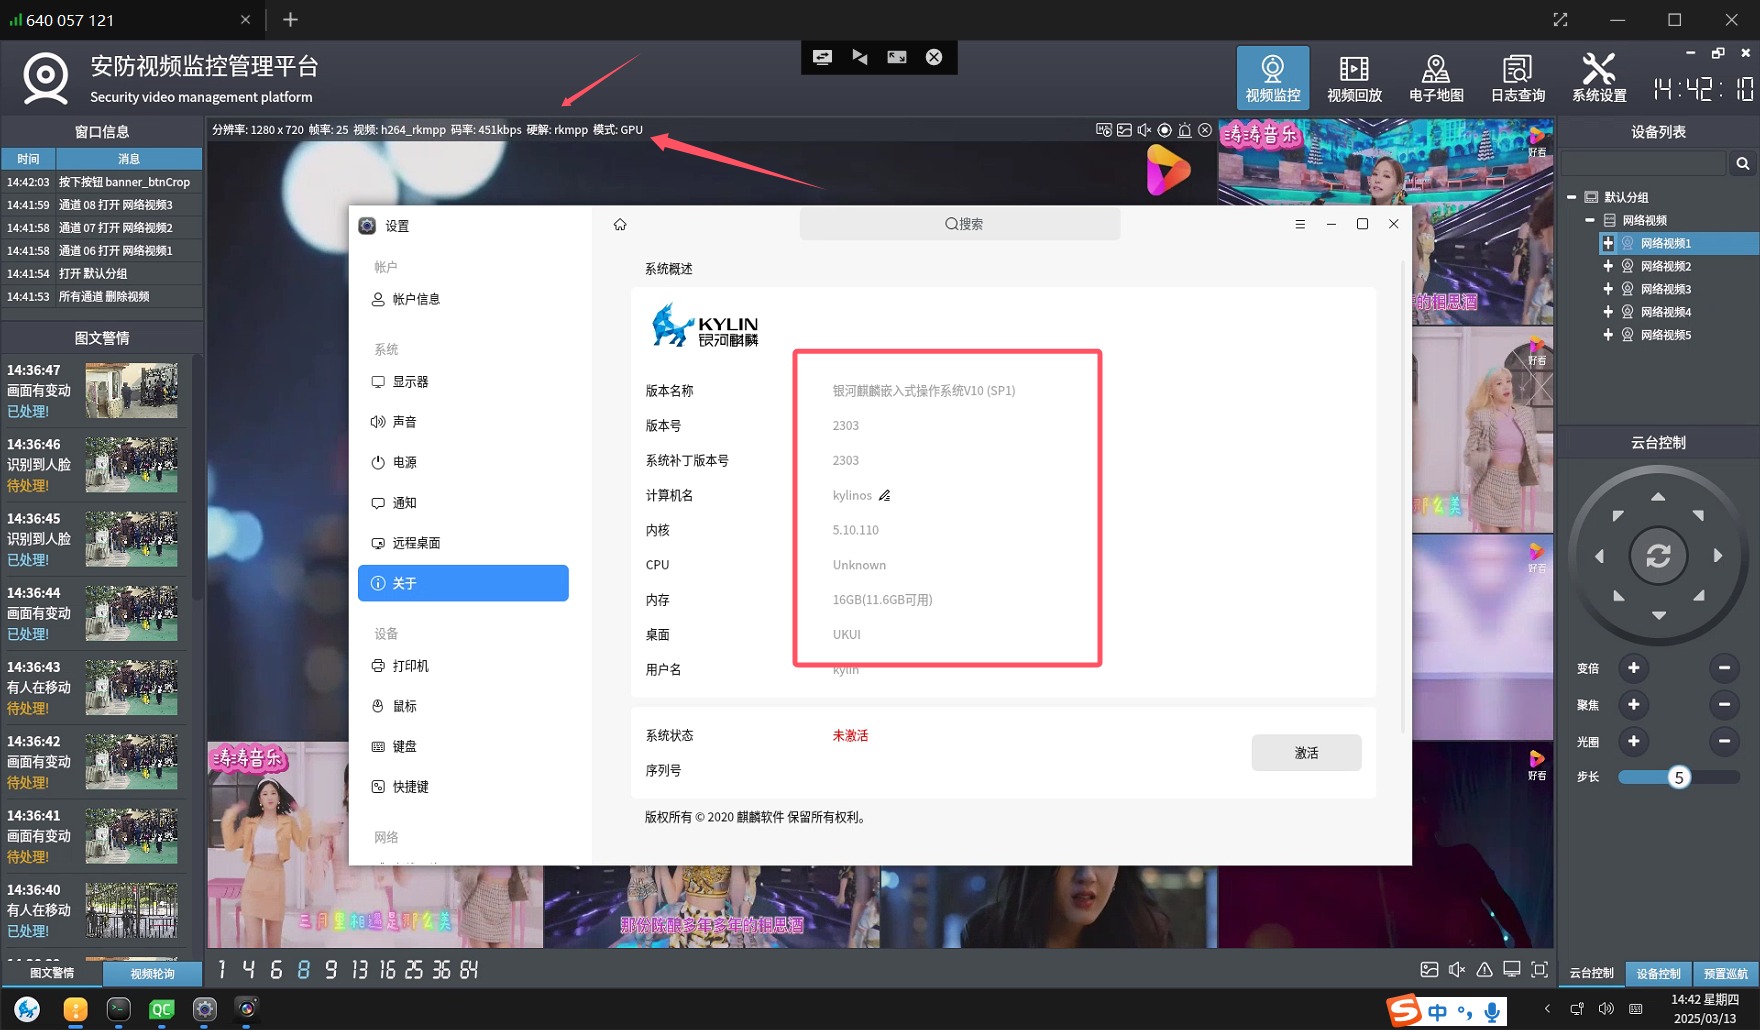 640 057 121
安防视频监控管理平台
Security video management platform
视频监控
视频回放
电子地图
日志查询
系统设置
14:42:10
窗口信息
时间 消息
14:42:03 按下按钮 banner_btnCrop
14:41:59 通道 08 打开 网络视频3
14:41:58 通道 07 打开 网络视频2
14:41:58 通道 06 打开 网络视频1
14:41:54 打开 默认分组
14:41:53 所有通道 删除视频
图文警情
14:36:47
画面有变动
已处理!
14:36:46
识别到人脸
待处理!
14:36:45
识别到人脸
已处理!
14:36:44
画面有变动
已处理!
14:36:43
有人在移动
待处理!
14:36:42
画面有变动
待处理!
14:36:41
画面有变动
待处理!
14:36:40
有人在移动
已处理!
图文警情
视频轮询
分辨率: 1280 x 720 帧率: 25 视频: h264_rkmpp 码率: 451kbps 硬解: rkmpp 模式: GPU
涛涛音乐
好看
的相思酒
好看
么美
好看
好看
设置
搜索
帐户
帐户信息
系统
显示器
声音
电源
通知
远程桌面
关于
设备
打印机
鼠标
键盘
快捷键
网络
系统概述
KYLIN
银河麒麟
版本名称 银河麒麟嵌入式操作系统V10 (SP1)
版本号 2303
系统补丁版本号 2303
计算机名 kylinos
内核 5.10.110
CPU Unknown
内存 16GB(11.6GB可用)
桌面 UKUI
用户名 kylin
系统状态 未激活
激活
序列号
版权所有 © 2020 麒麟软件 保留所有权利。
涛涛音乐
三月里相遇是那么美
那份陈酿多年多年的相思酒
1 4 6 8 9 13 16 25 36 64
设备列表
默认分组
网络视频
网络视频1
网络视频2
网络视频3
网络视频4
网络视频5
云台控制
变倍
聚焦
光圈
步长 5
云台控制
设备控制
预置巡航
QC
中
14:42 星期四
2025/03/13